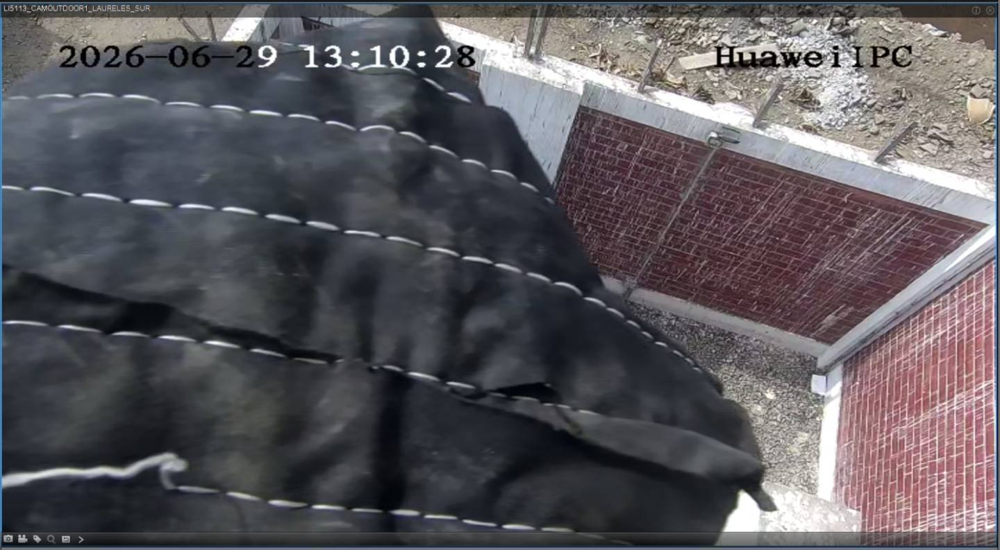 LI5113_CAMOUTDOOR1_LAURELES_SUR
2026-06-29 13:10:28
HuaweiIPC